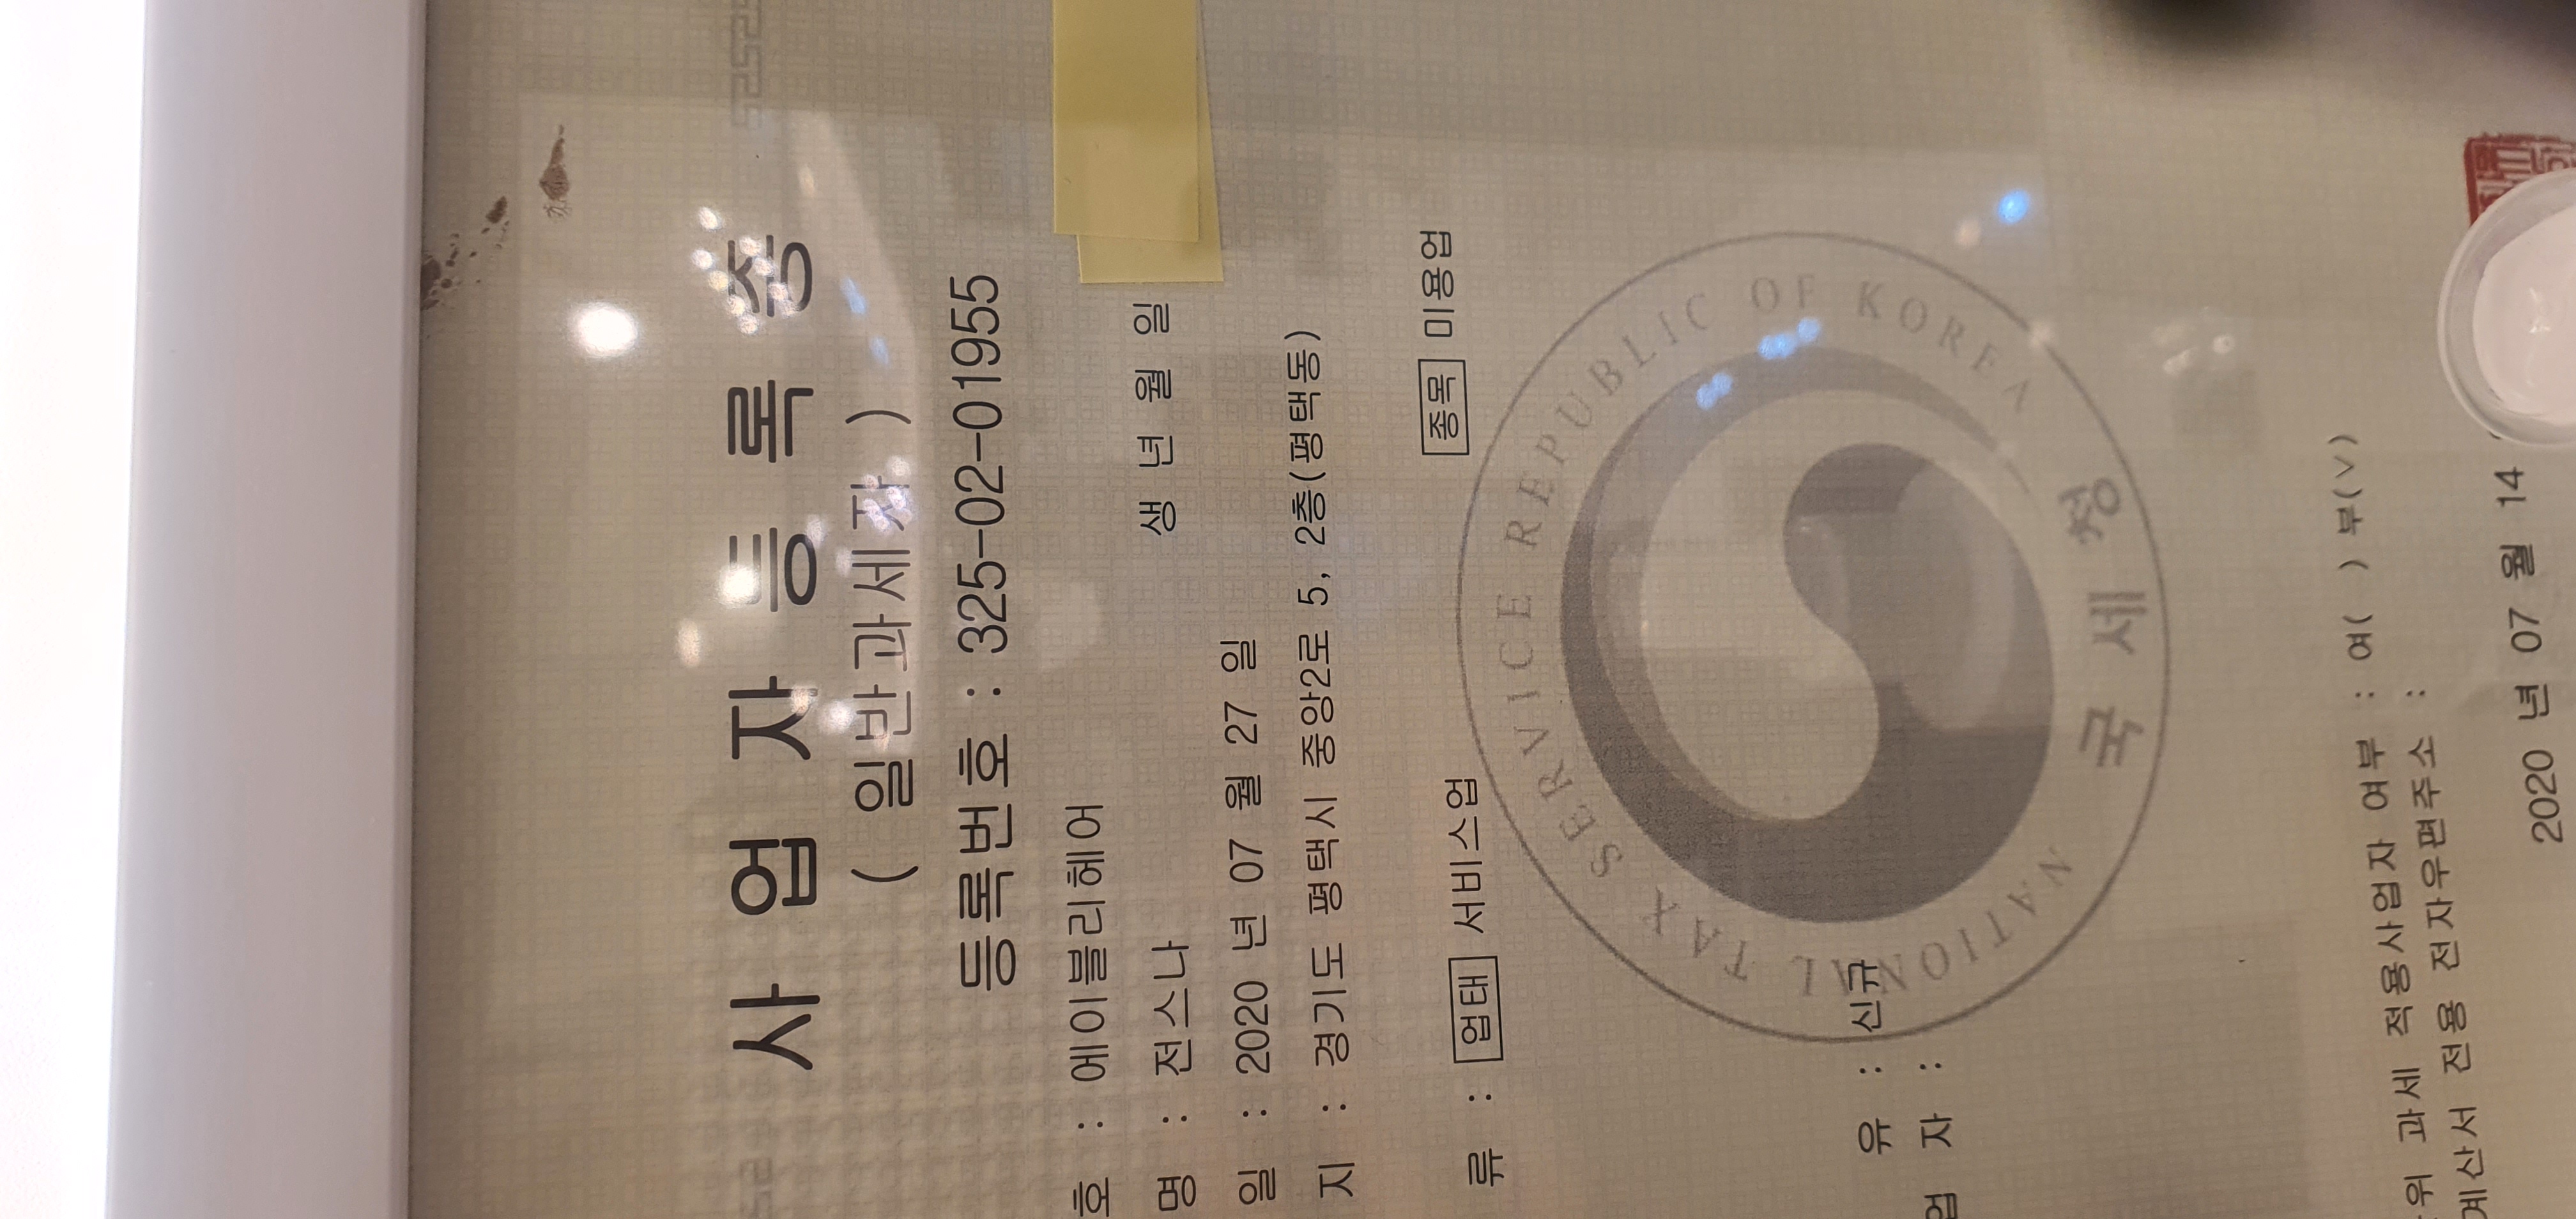 사 업 자 등 록 증
( 일반과세자 )
등록번호 : 325-02-01955
호 : 에이블리헤어
명 : 전스나 생 년 월 일
일 : 2020 년 07 월 27 일
지 : 경기도 평택시 중앙2로 5, 2층(평택동)
류 : 업태 서비스업 종목 미용업
NATIONAL TAX SERVICE REPUBLIC OF KOREA
국세청
유 : 신규
업 자 :
위 과세 적용사업자 여부 : 여( ) 부(∨)
계산서 전용 전자우편주소 :
2020 년 07 월 14